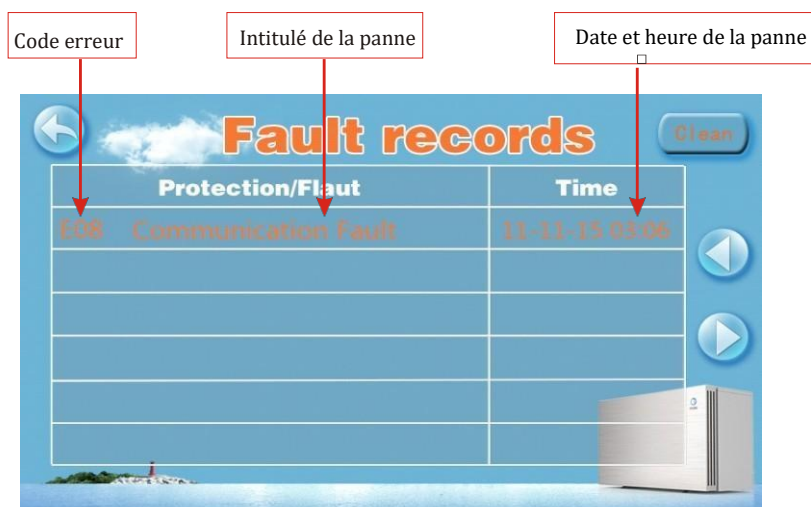 Code erreur
Intitulé de la panne
Date et heure de la panne
Fault records
Clean
Protection/Flaut
Time
E08 Communication Fault
11-11-15 03:06